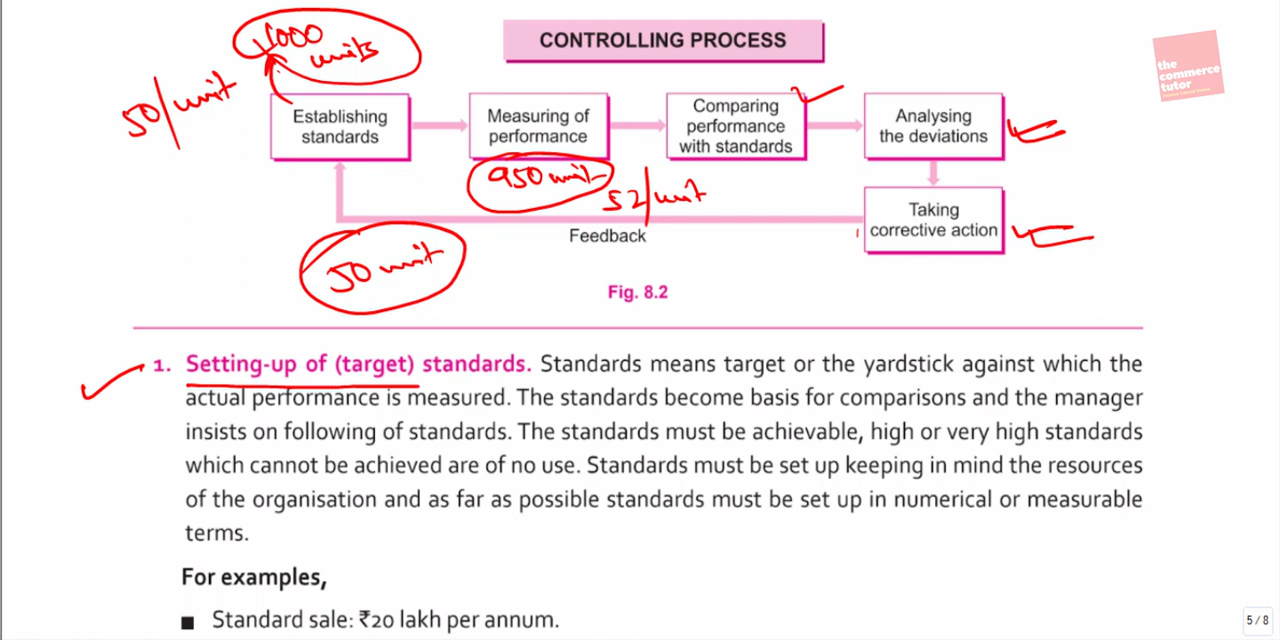 1000
units
CONTROLLING PROCESS
the
commerce
tutor
50/unit
Establishing
standards
Measuring of
performance
Comparing
performance
with standards
Analysing
the deviations
950 unit
52/unit
Taking
corrective action
Feedback
50 unit
Fig. 8.2
1. Setting-up of (target) standards. Standards means target or the yardstick against which the
actual performance is measured. The standards become basis for comparisons and the manager
insists on following of standards. The standards must be achievable, high or very high standards
which cannot be achieved are of no use. Standards must be set up keeping in mind the resources
of the organisation and as far as possible standards must be set up in numerical or measurable
terms.
For examples,
■ Standard sale: ₹20 lakh per annum.
5 / 8